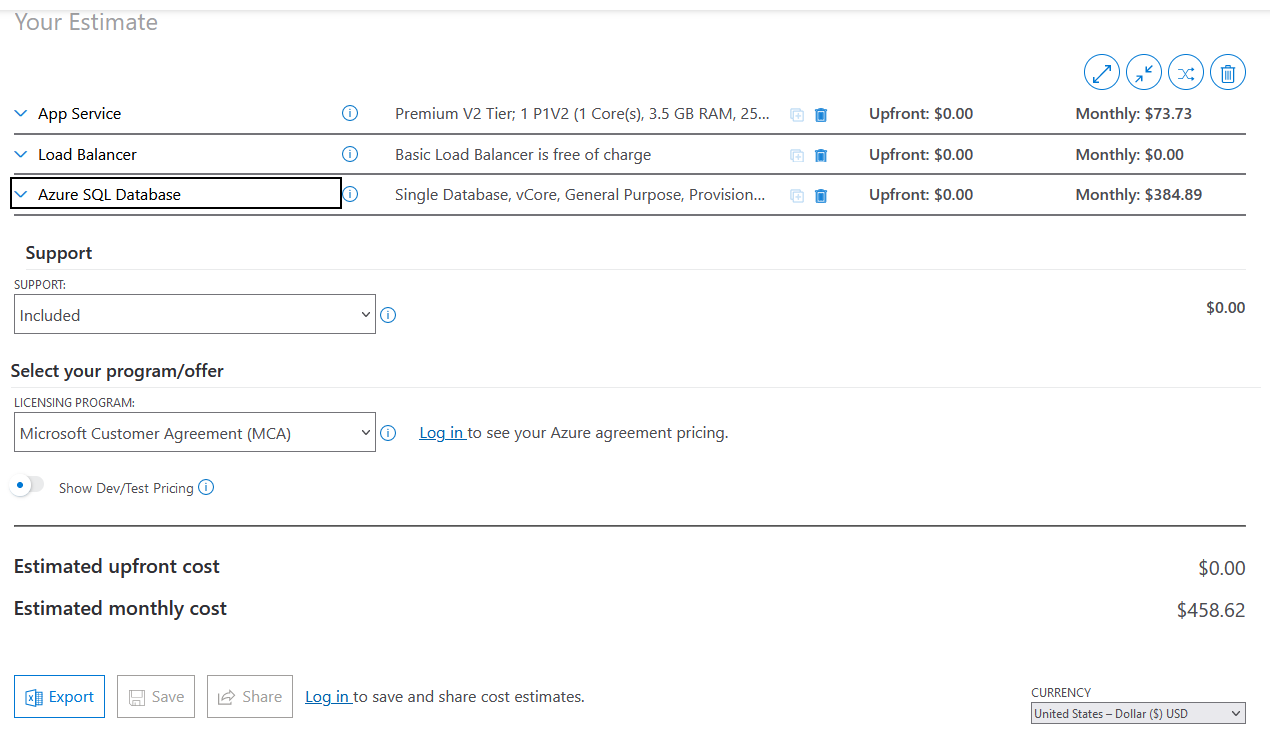 Your Estimate
App Service Premium V2 Tier; 1 P1V2 (1 Core(s), 3.5 GB RAM, 25... Upfront: $0.00 Monthly: $73.73
Load Balancer Basic Load Balancer is free of charge Upfront: $0.00 Monthly: $0.00
Azure SQL Database Single Database, vCore, General Purpose, Provision... Upfront: $0.00 Monthly: $384.89
Support
SUPPORT:
Included $0.00
Select your program/offer
LICENSING PROGRAM:
Microsoft Customer Agreement (MCA) Log in to see your Azure agreement pricing.
Show Dev/Test Pricing
Estimated upfront cost $0.00
Estimated monthly cost $458.62
Export Save Share Log in to save and share cost estimates.
CURRENCY
United States – Dollar ($) USD